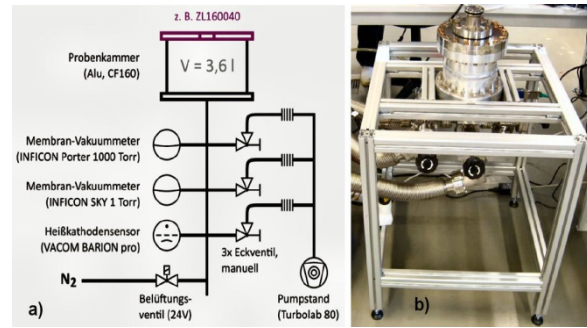 z. B. ZL160040
Probenkammer
(Alu, CF160)
V = 3,6 l
Membran-Vakuummeter
(INFICON Porter 1000 Torr)
Membran-Vakuummeter
(INFICON SKY 1 Torr)
Heißkathodensensor
(VACOM BARION pro)
3x Eckventil,
manuell
N₂
Belüftungs-
ventil (24V)
Pumpstand
(Turbolab 80)
a)
b)